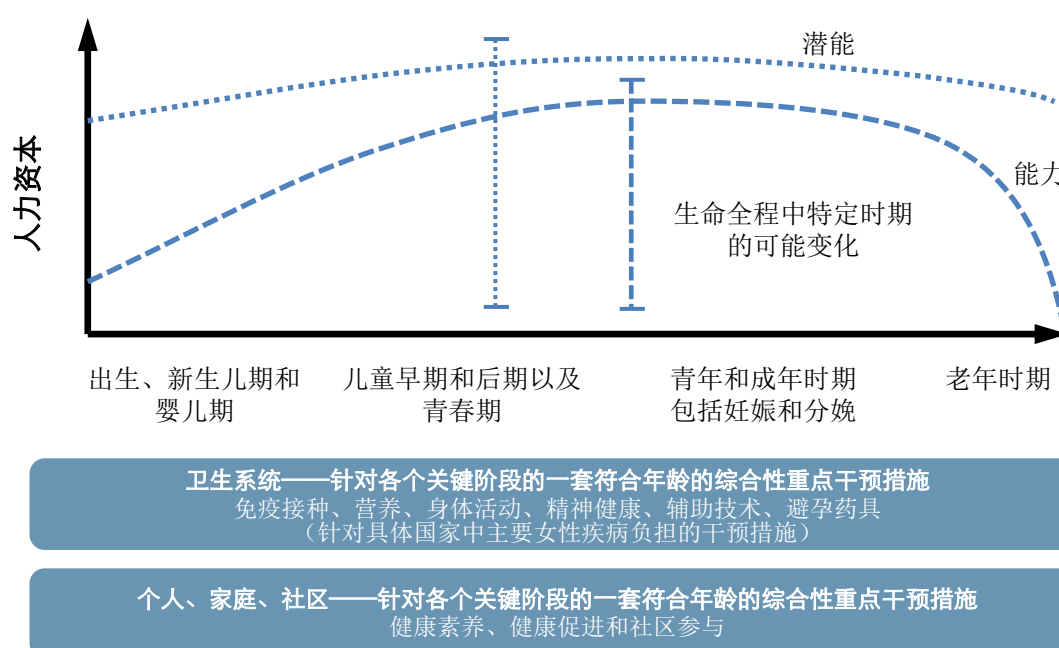 潜能
人力资本
能力
生命全程中特定时期
的可能变化
出生、新生儿期和
婴儿期
儿童早期和后期以及
青春期
青年和成年时期
包括妊娠和分娩
老年时期
卫生系统——针对各个关键阶段的一套符合年龄的综合性重点干预措施
免疫接种、营养、身体活动、精神健康、辅助技术、避孕药具
（针对具体国家中主要女性疾病负担的干预措施）
个人、家庭、社区——针对各个关键阶段的一套符合年龄的综合性重点干预措施
健康素养、健康促进和社区参与